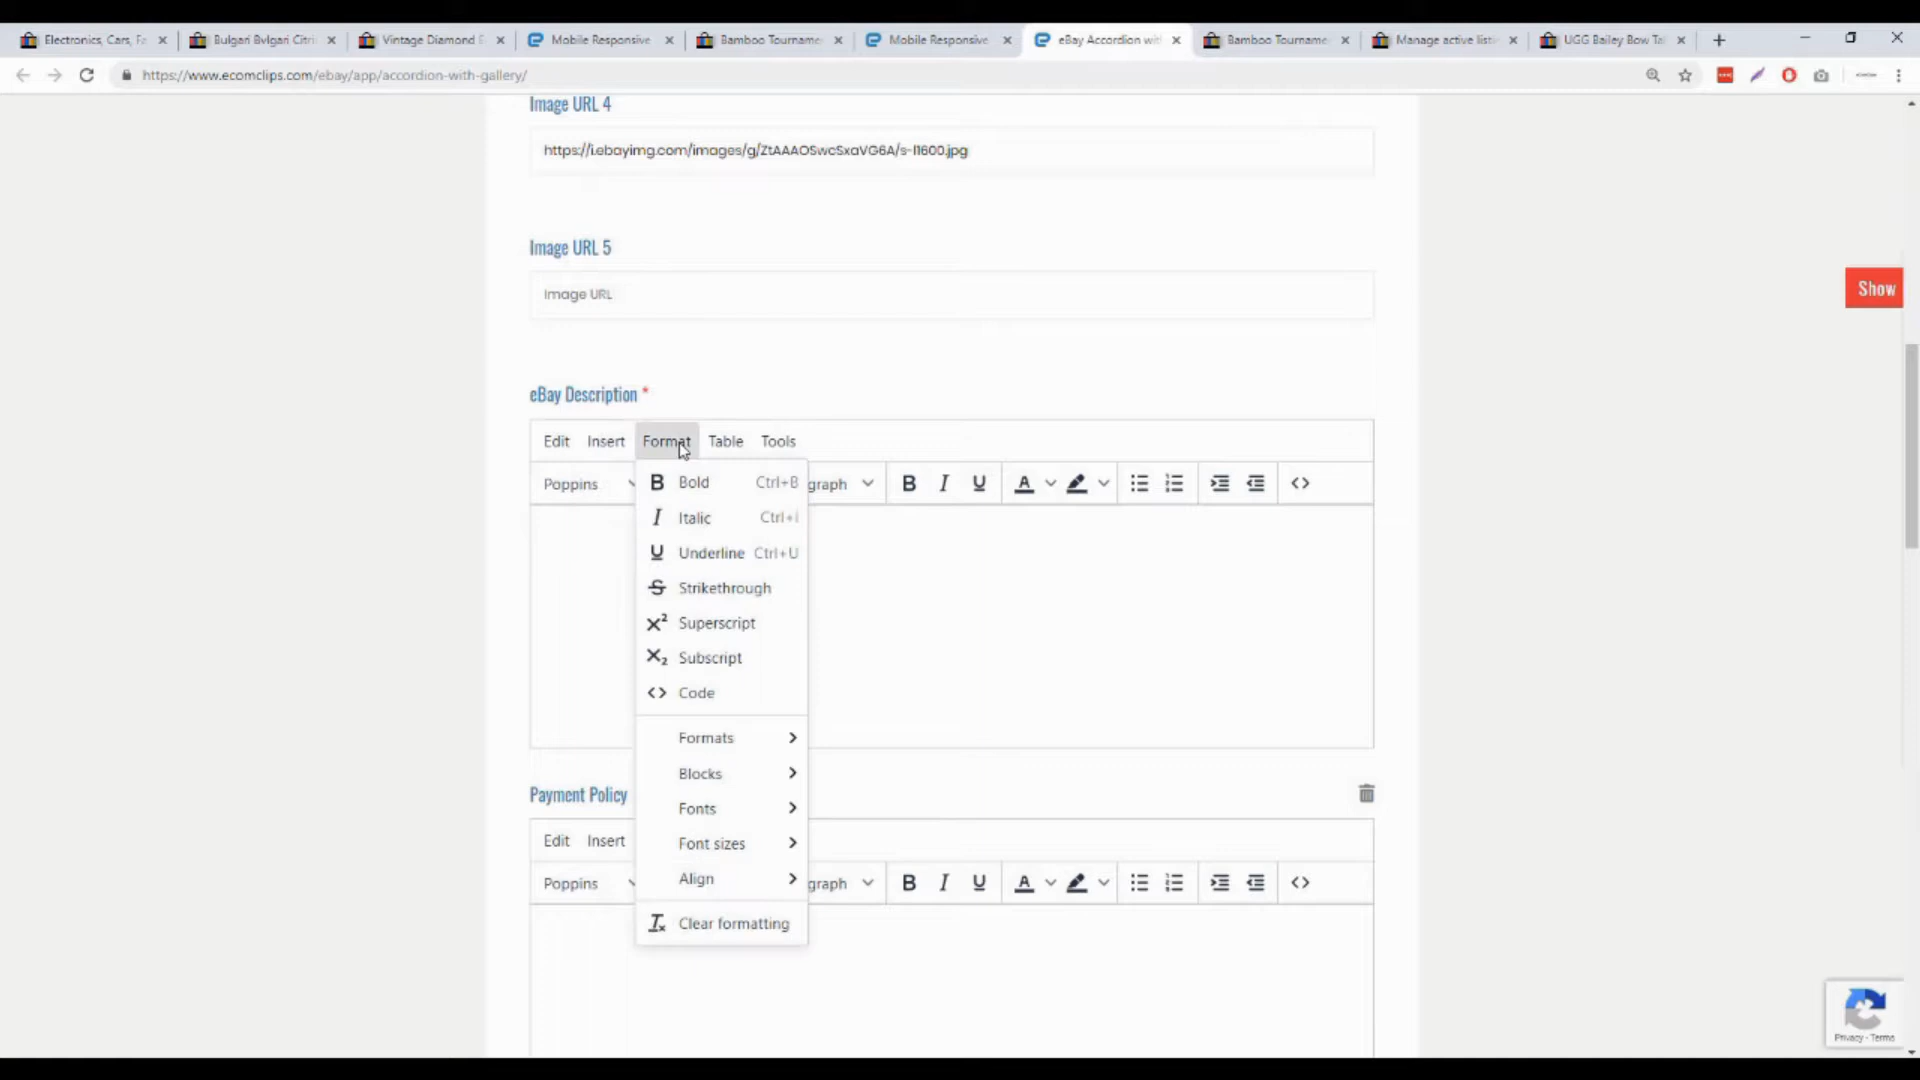 Electronics, Cars, Fa
Bulgari Bvlgari Citri
Vintage Diamond E
Mobile Responsive
Bamboo Tourname
Mobile Responsive
eBay Accordion wit
Bamboo Tourname
Manage active listi
UGG Bailey Bow Ta
https://www.ecomclips.com/ebay/app/accordion-with-gallery/
Image URL 4
https://i.ebayimg.com/images/g/ZtAAAOSwcSxaVG6A/s-l1600.jpg
Image URL 5
Image URL
Show
eBay Description *
Edit Insert Format Table Tools
Poppins graph B I U A
Bold Ctrl+B
Italic Ctrl+I
Underline Ctrl+U
Strikethrough
Superscript
Subscript
Code
Formats
Blocks
Fonts
Font sizes
Align
Clear formatting
Payment Policy
Edit Insert
Poppins graph B I U A
Privacy - Terms